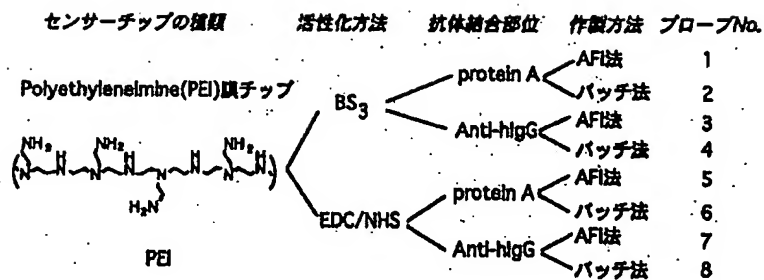 センサーチップの種類 活性化方法 抗体結合部位 作製方法 プローブNo.
Polyethyleneimine(PEI)膜チップ
BS3
protein A
AFI法 1
バッチ法 2
Anti-hIgG
AFI法 3
バッチ法 4
EDC/NHS
protein A
AFI法 5
バッチ法 6
Anti-hIgG
AFI法 7
バッチ法 8
NH2 H NH2 H H NH2 H
N N N N N N N
H2N
PEI